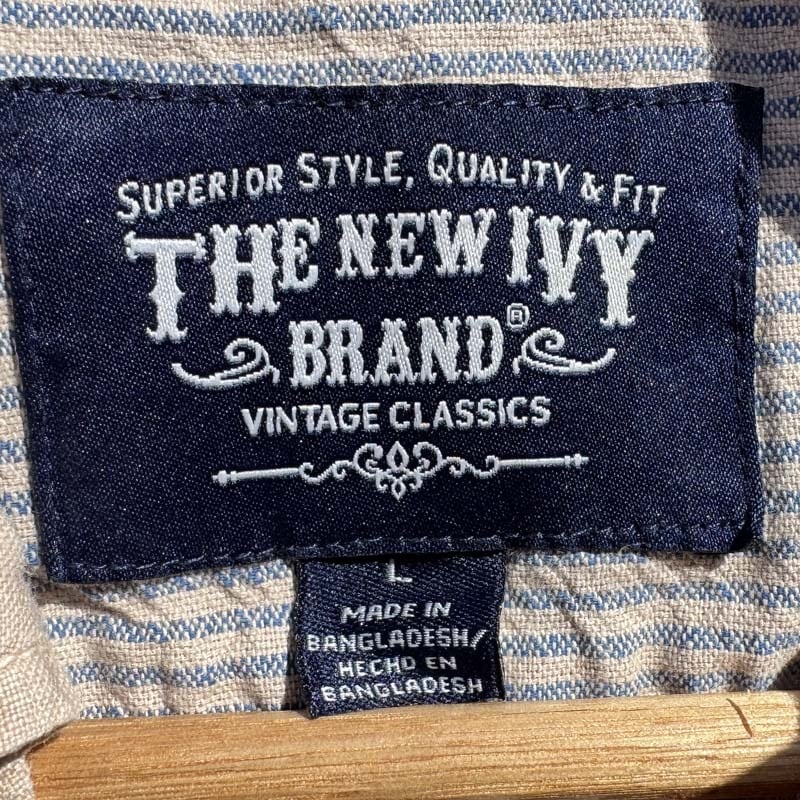 SUPERIOR STYLE, QUALITY & FIT
THE NEW IVY
BRAND®
VINTAGE CLASSICS
L
MADE IN
BANGLADESH/
HECHO EN
BANGLADESH